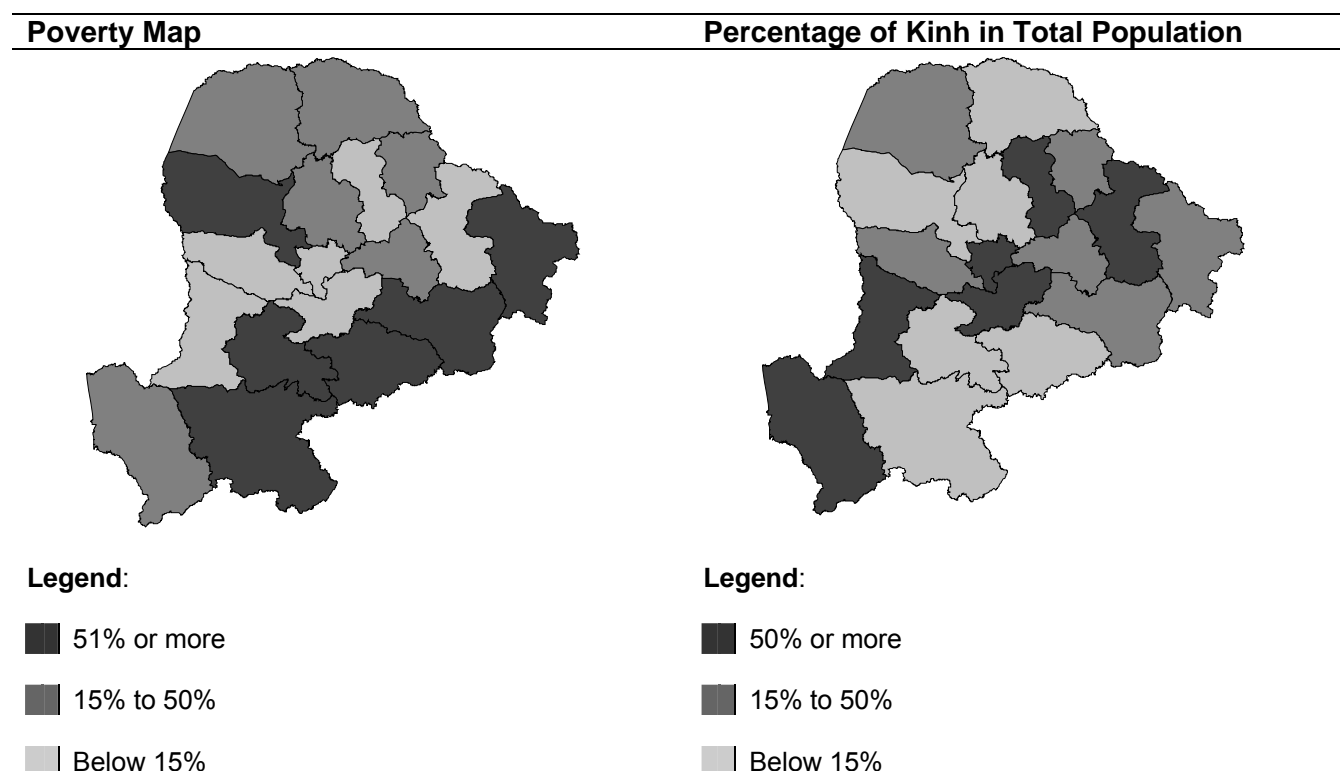 Poverty Map
Percentage of Kinh in Total Population
Legend:
51% or more
15% to 50%
Below 15%
Legend:
50% or more
15% to 50%
Below 15%